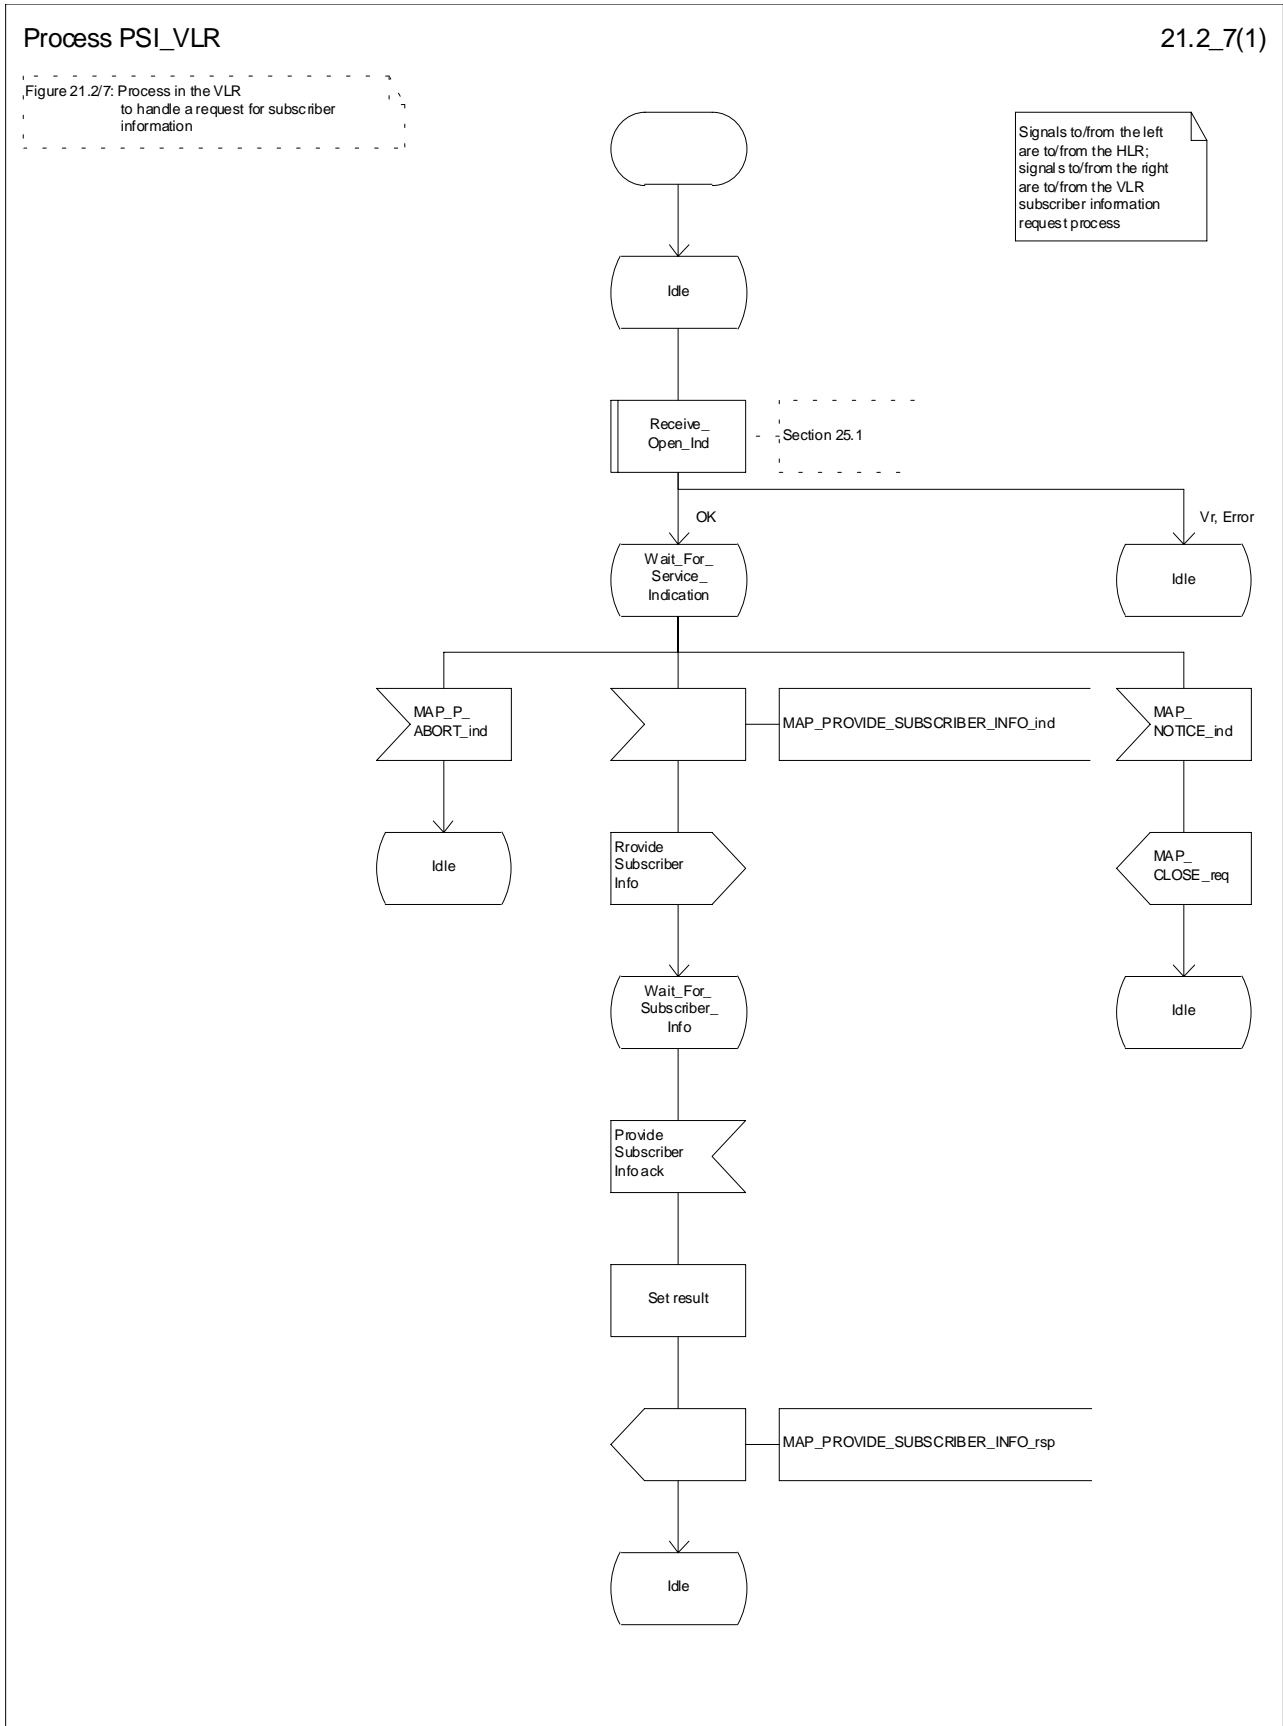 Process PSI_VLR
21.2_7(1)
Figure 21.2/7: Process in the VLR
to handle a request for subscriber
information
Signals to/from the left
are to/from the HLR;
signals to/from the right
are to/from the VLR
subscriber information
request process
Idle
Receive_
Open_Ind
Section 25.1
OK
Vr, Error
Wait_For_
Service_
Indication
Idle
MAP_P_
ABORT_ind
MAP_PROVIDE_SUBSCRIBER_INFO_ind
MAP_
NOTICE_ind
Idle
Rrovide
Subscriber
Info
MAP_
CLOSE_req
Wait_For_
Subscriber_
Info
Idle
Provide
Subscriber
Info ack
Set result
MAP_PROVIDE_SUBSCRIBER_INFO_rsp
Idle